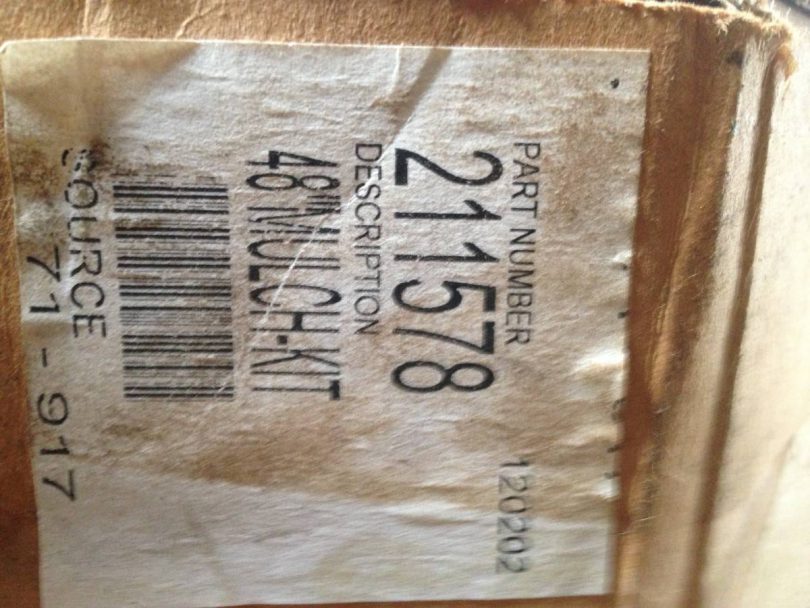 PART NUMBER 120202
211578
DESCRIPTION
48"MULCH-KIT
SOURCE
71-917